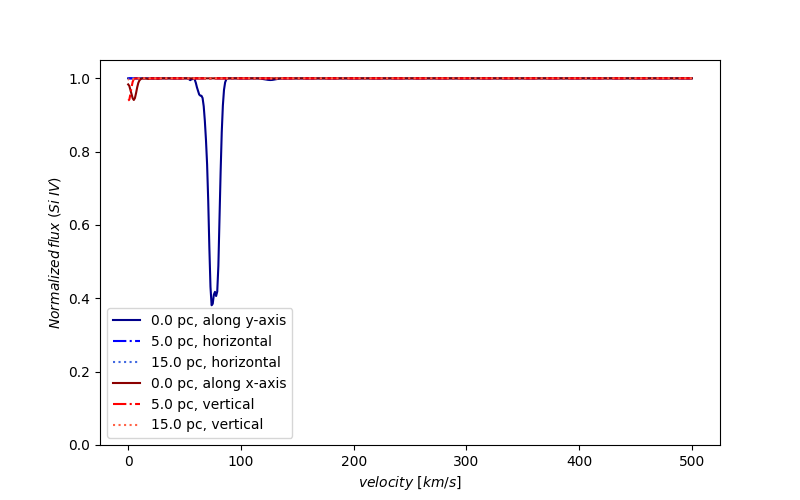 1.0
0.8
0.6
0.4
0.2
0.0
Normalized flux (Si IV)
0.0 pc, along y-axis
5.0 pc, horizontal
15.0 pc, horizontal
0.0 pc, along x-axis
5.0 pc, vertical
15.0 pc, vertical
0 100 200 300 400 500
velocity [km/s]